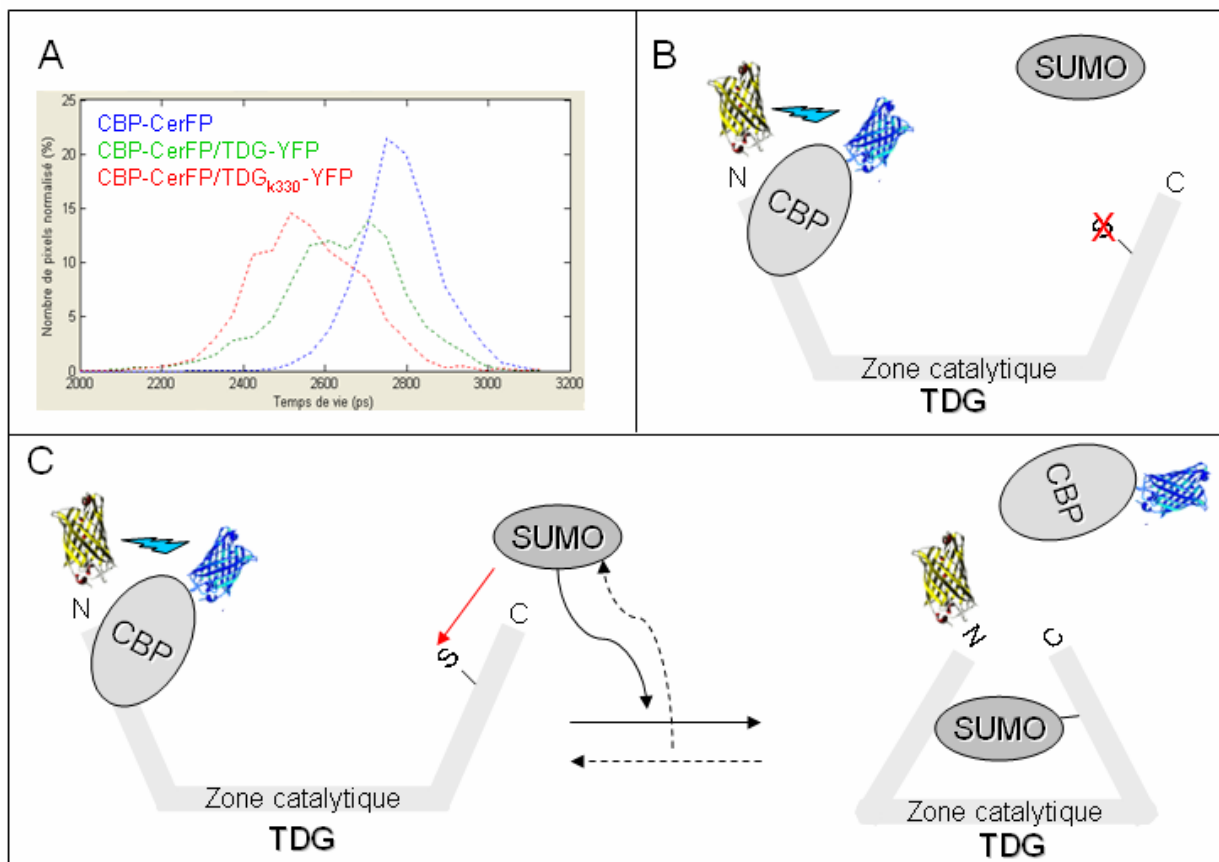 A
Nombre de pixels normalisé (%)
25
20
15
10
5
0
CBP-CerFP
CBP-CerFP/TDG-YFP
CBP-CerFP/TDGk330-YFP
2000 2200 2400 2600 2800 3000 3200
Temps de vie (ps)
B
SUMO
N
CBP
C
S
Zone catalytique
TDG
C
N
CBP
SUMO
S
C
Zone catalytique
TDG
CBP
N
C
SUMO
Zone catalytique
TDG